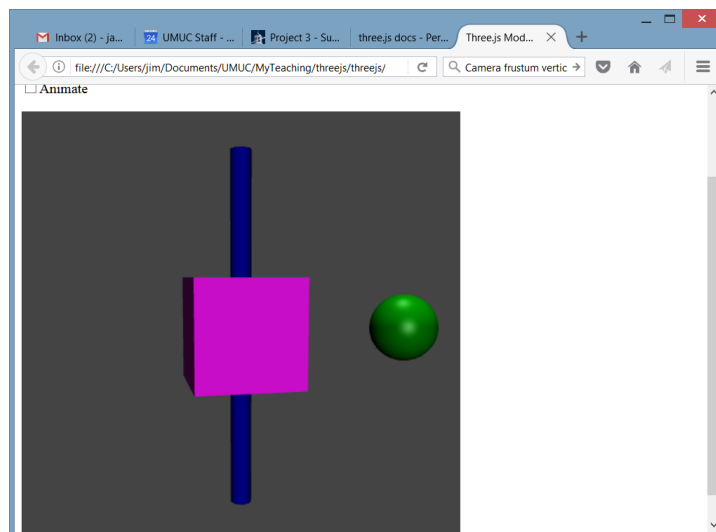 Inbox (2) - ja...
24
UMUC Staff - ...
Project 3 - Su...
three.js docs - Per...
Three.js Mod...
file:///C:/Users/jim/Documents/UMUC/MyTeaching/threejs/threejs/
Camera frustum vertic
Animate